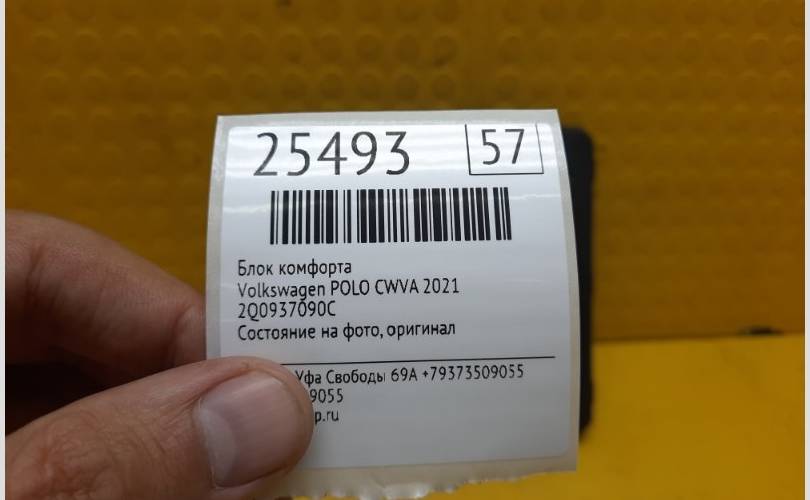 25493 57
Блок комфорта
Volkswagen POLO CWVA 2021
2Q0937090C
Состояние на фото, оригинал
Уфа Свободы 69А +79373509055
9055
p.ru